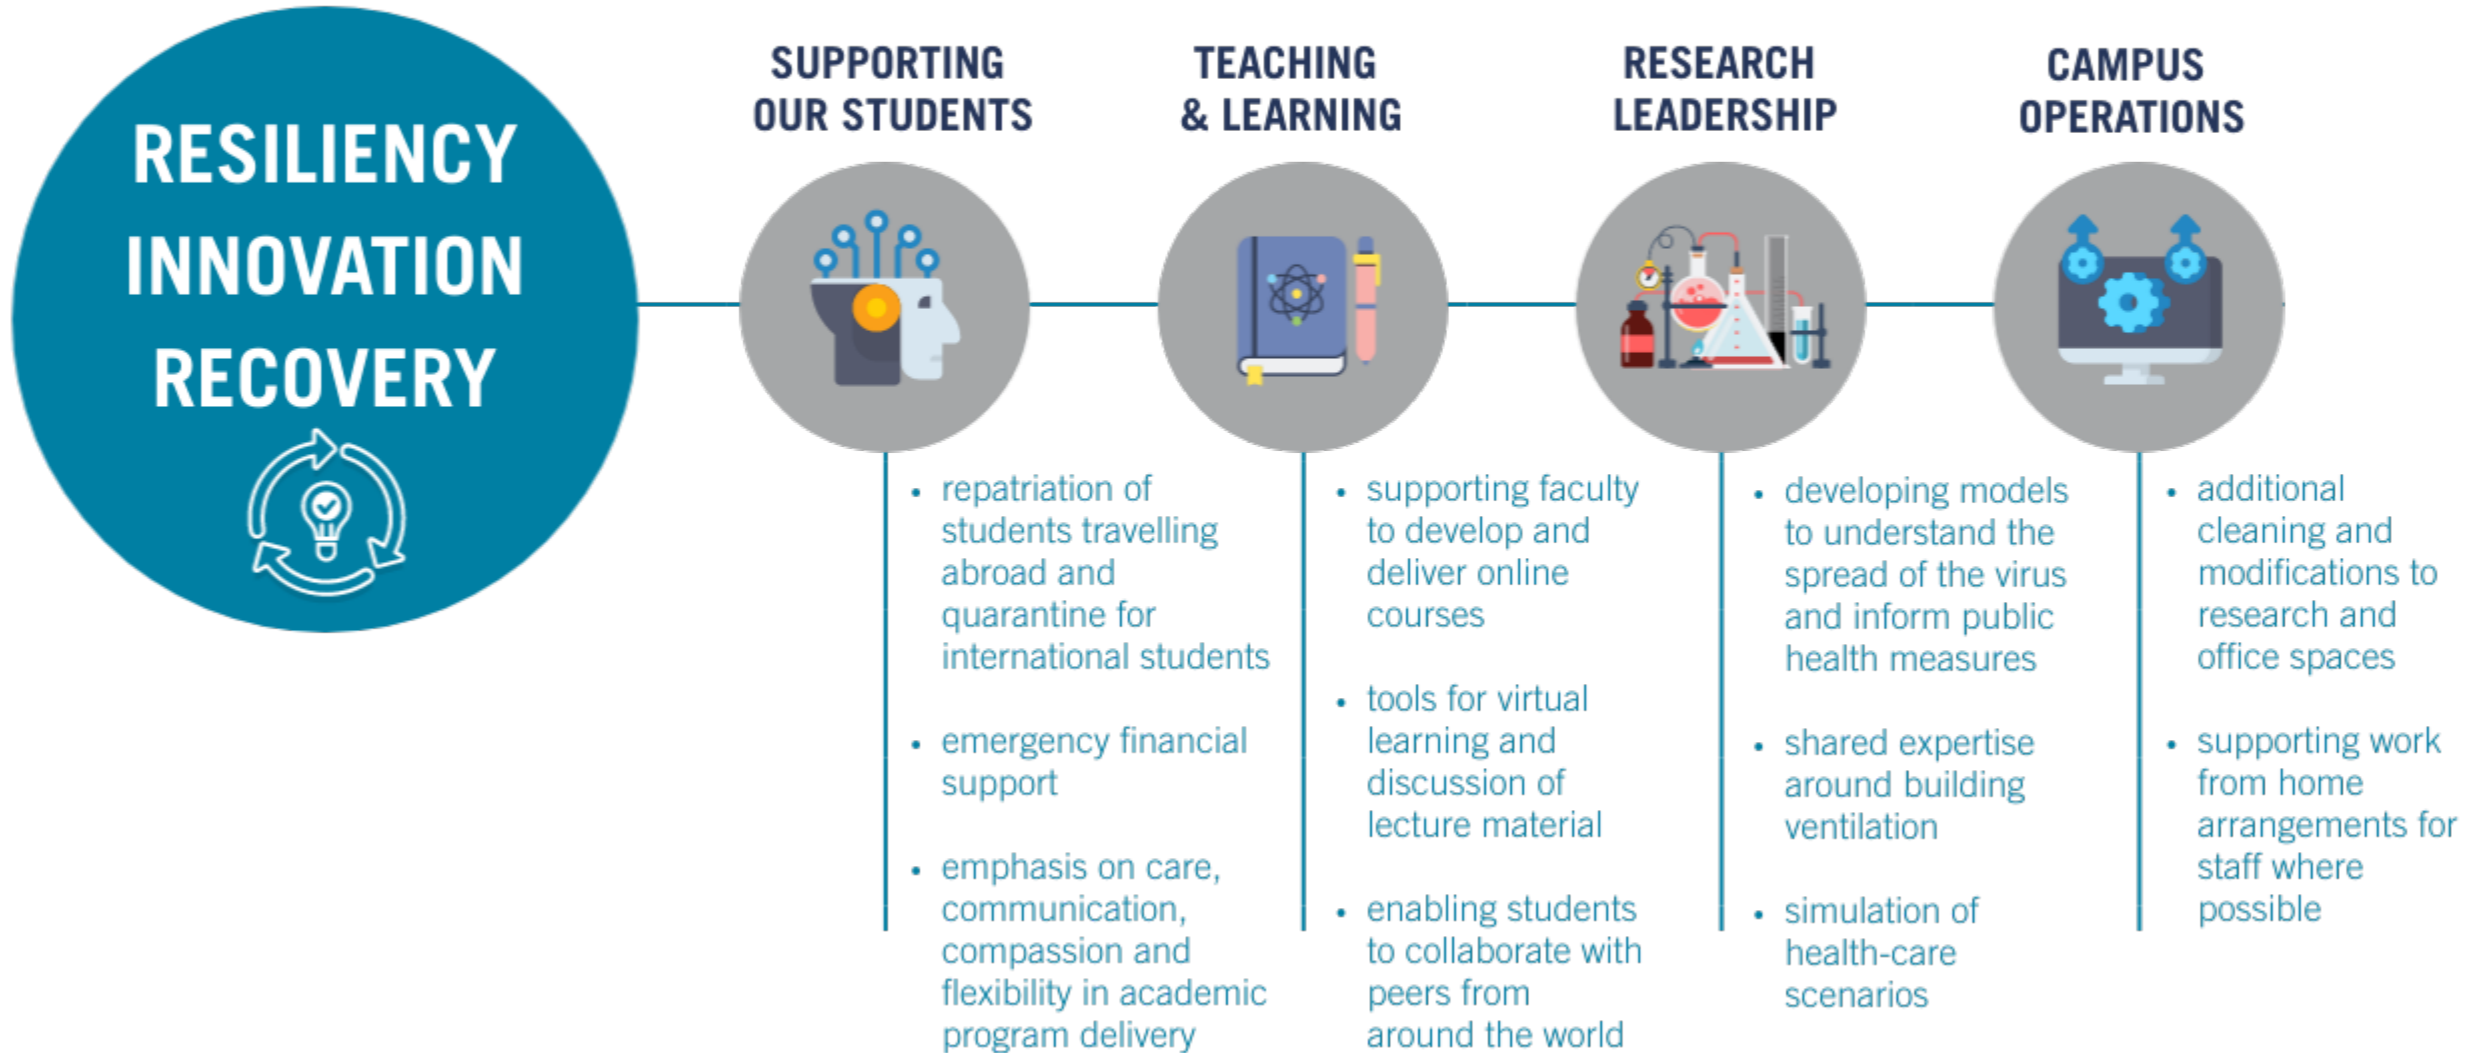 RESILIENCY
INNOVATION
RECOVERY
SUPPORTING
OUR STUDENTS
• repatriation of
students travelling
abroad and
quarantine for
international students
• emergency financial
support
• emphasis on care,
communication,
compassion and
flexibility in academic
program delivery
TEACHING
& LEARNING
• supporting faculty
to develop and
deliver online
courses
• tools for virtual
learning and
discussion of
lecture material
• enabling students
to collaborate with
peers from
around the world
RESEARCH
LEADERSHIP
• developing models
to understand the
spread of the virus
and inform public
health measures
• shared expertise
around building
ventilation
• simulation of
health-care
scenarios
CAMPUS
OPERATIONS
• additional
cleaning and
modifications to
research and
office spaces
• supporting work
from home
arrangements for
staff where
possible